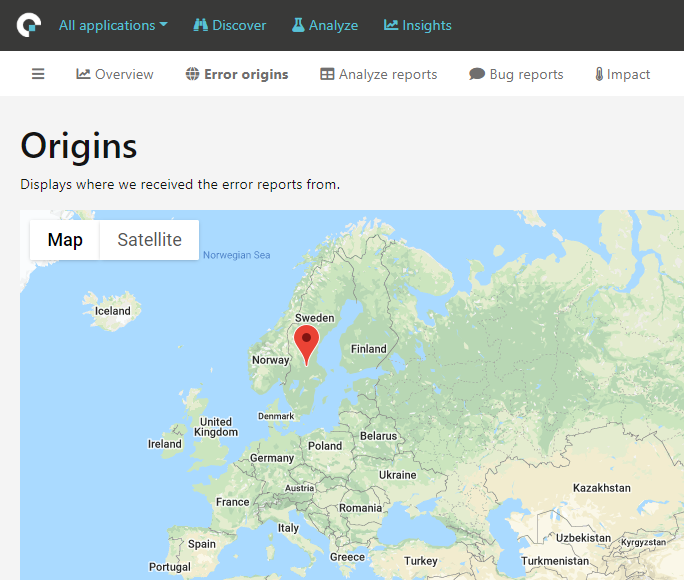 All applications Discover Analyze Insights
Overview Error origins Analyze reports Bug reports Impact
Origins
Displays where we received the error reports from.
Map Satellite
Norwegian Sea
Iceland
Sweden
Finland
Norway
Denmark
United
Kingdom
Ireland
Belarus
Poland
Germany
Ukraine
Austria
Kazakhstan
France
Romania
Italy
Uzbekistan
Kyrgyzstan
Spain
Greece
Turkey
Turkmenistan
Portugal